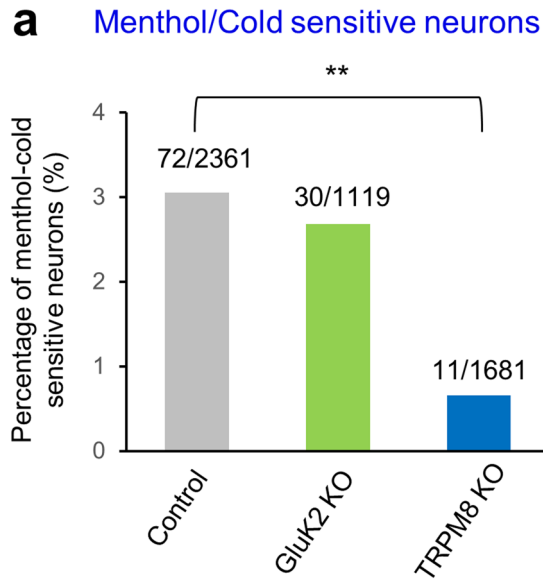 a Menthol/Cold sensitive neurons
**
Percentage of menthol-cold
sensitive neurons (%)
4
3
2
1
0
72/2361
30/1119
11/1681
Control
GluK2 KO
TRPM8 KO